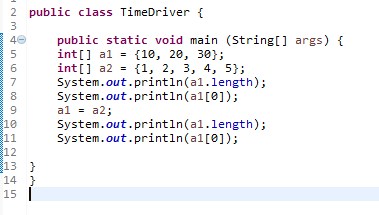 2 public class TimeDriver {
3
4 public static void main (String[] args) {
5 int[] a1 = {10, 20, 30};
6 int[] a2 = {1, 2, 3, 4, 5};
7 System.out.println(a1.length);
8 System.out.println(a1[0]);
9 a1 = a2;
10 System.out.println(a1.length);
11 System.out.println(a1[0]);
12
13 }
14 }
15